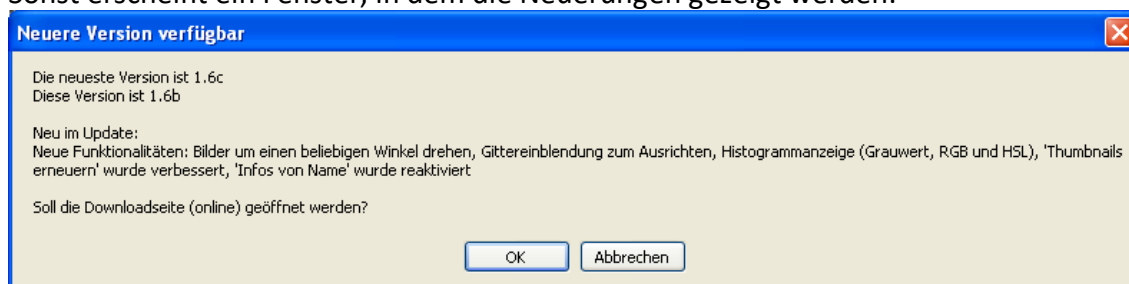 Sonst erscheint ein Fenster, in dem die Neuerungen gezeigt werden.
Neuere Version verfügbar
Die neueste Version ist 1.6c
Diese Version ist 1.6b
Neu im Update:
Neue Funktionalitäten: Bilder um einen beliebigen Winkel drehen, Gittereinblendung zum Ausrichten, Histogrammanzeige (Grauwert, RGB und HSL), 'Thumbnails
erneuern' wurde verbessert, 'Infos von Name' wurde reaktiviert
Soll die Downloadseite (online) geöffnet werden?
OK Abbrechen